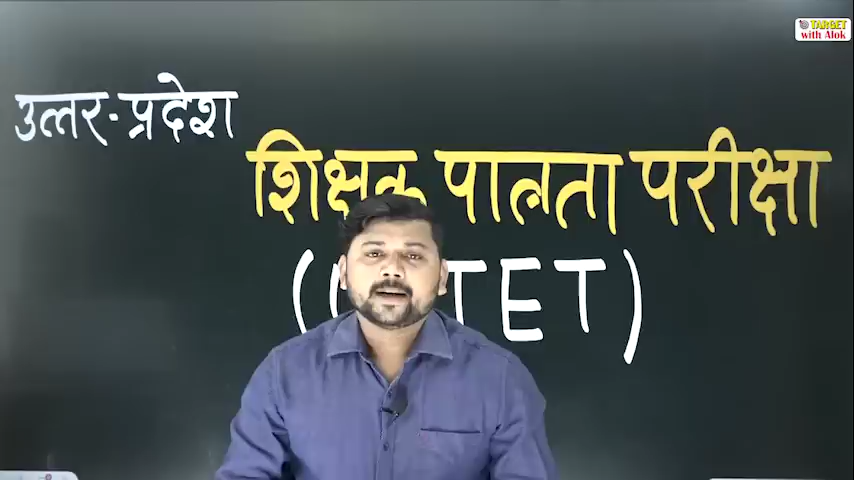 TARGET
with Alok
उत्तर-प्रदेश
शिक्षक पात्रता परीक्षा
( TET)